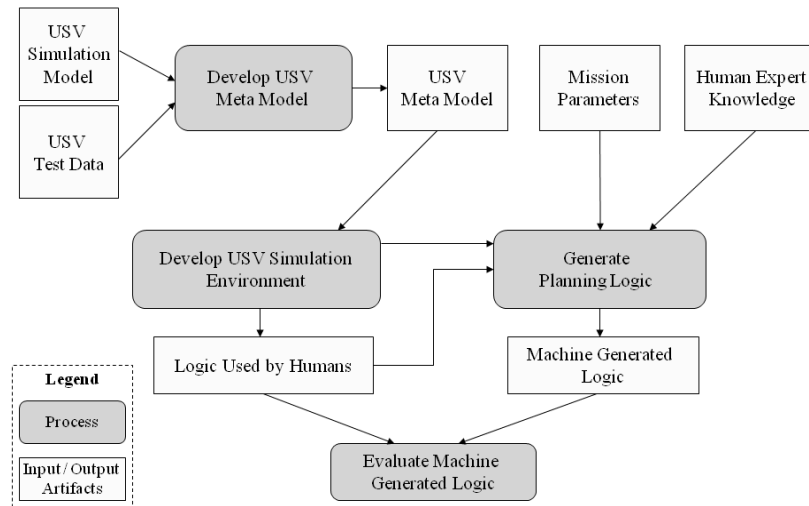 USV
Simulation
Model
USV
Test Data
Develop USV
Meta Model
USV
Meta Model
Mission
Parameters
Human Expert
Knowledge
Develop USV Simulation
Environment
Generate
Planning Logic
Logic Used by Humans
Machine Generated
Logic
Evaluate Machine
Generated Logic
Legend
Process
Input / Output
Artifacts